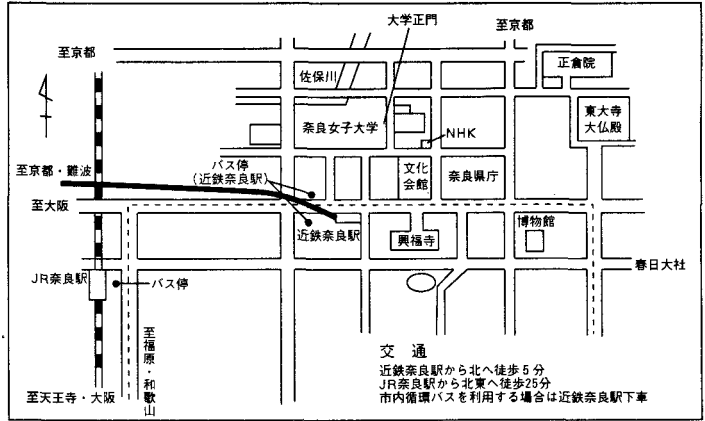 大学正門
至京都
至京都
佐保川
正倉院
奈良女子大学
東大寺
大仏殿
NHK
バス停
(近鉄奈良駅)
至京都・難波
文化
会館
奈良県庁
至大阪
近鉄奈良駅
興福寺
博物館
春日大社
JR奈良駅
バス停
至福原・和歌山
交通
近鉄奈良駅から北へ徒歩5分
JR奈良駅から北東へ徒歩25分
市内循環バスを利用する場合は近鉄奈良駅下車
至天王寺・大阪